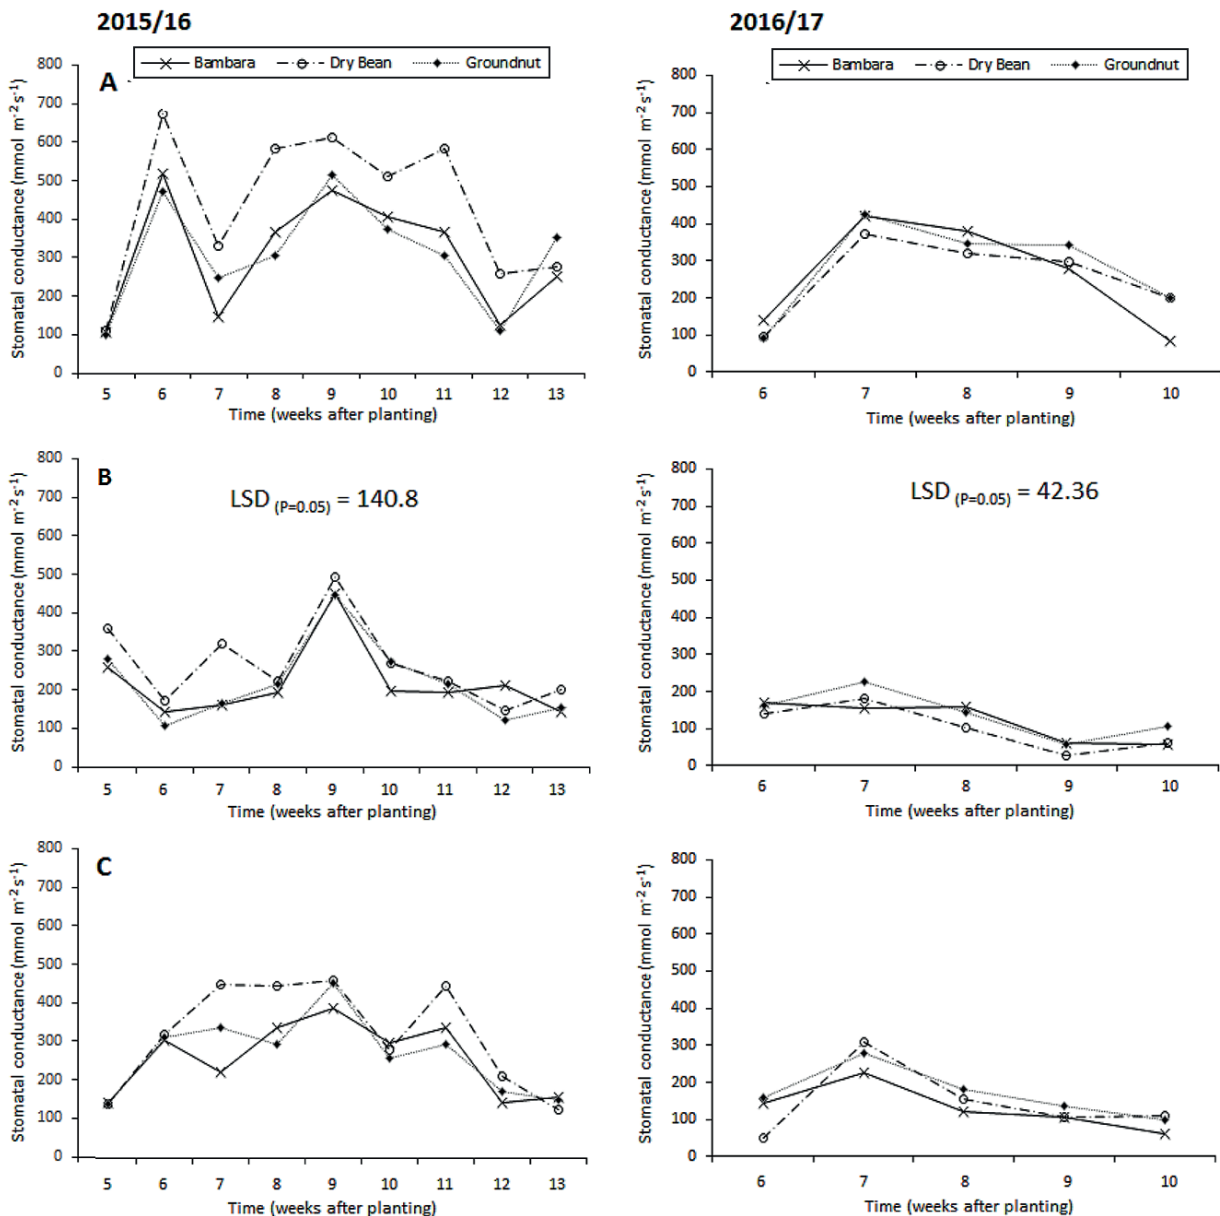 2015/16
2016/17
Bambara Dry Bean Groundnut
Bambara Dry Bean Groundnut
A
Stomatal conductance (mmol m⁻² s⁻¹)
800
700
600
500
400
300
200
100
0
5 6 7 8 9 10 11 12 13
Time (weeks after planting)
Stomatal conductance (mmol m⁻² s⁻¹)
800
700
600
500
400
300
200
100
0
6 7 8 9 10
Time (weeks after planting)
B
LSD (P=0.05) = 140.8
Stomatal conductance (mmol m⁻² s⁻¹)
800
700
600
500
400
300
200
100
0
5 6 7 8 9 10 11 12 13
Time (weeks after planting)
LSD (P=0.05) = 42.36
Stomatal conductance (mmol m⁻² s⁻¹)
800
700
600
500
400
300
200
100
0
6 7 8 9 10
Time (weeks after planting)
C
Stomatal conductance (mmol m⁻² s⁻¹)
800
700
600
500
400
300
200
100
0
5 6 7 8 9 10 11 12 13
Time (weeks after planting)
Stomatal conductance (mmol m⁻² s⁻¹)
800
700
600
500
400
300
200
100
0
6 7 8 9 10
Time (weeks after planting)